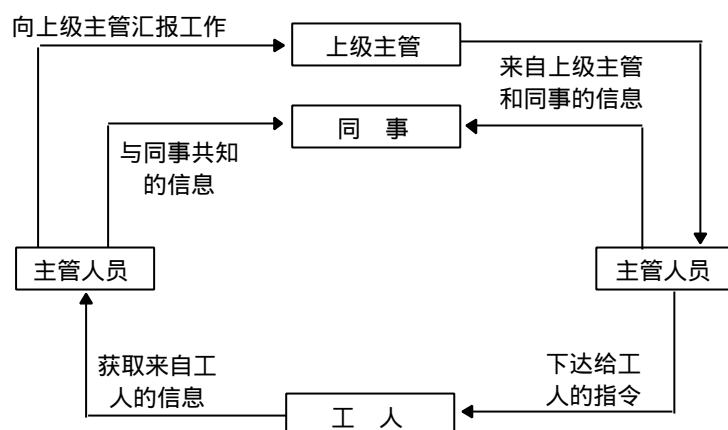 向上级主管汇报工作
上级主管
来自上级主管
和同事的信息
同 事
与同事共知
的信息
主管人员
主管人员
获取来自工
人的信息
下达给工
人的指令
工 人